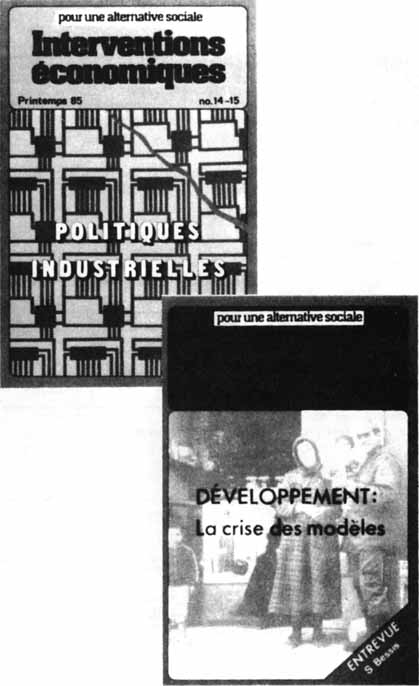 pour une alternative sociale
Interventions
économiques
Printemps 85 no.14-15
POLITIQUES
INDUSTRIELLES
pour une alternative sociale
DÉVELOPPEMENT:
La crise des modèles
ENTREVUE
S Bessis